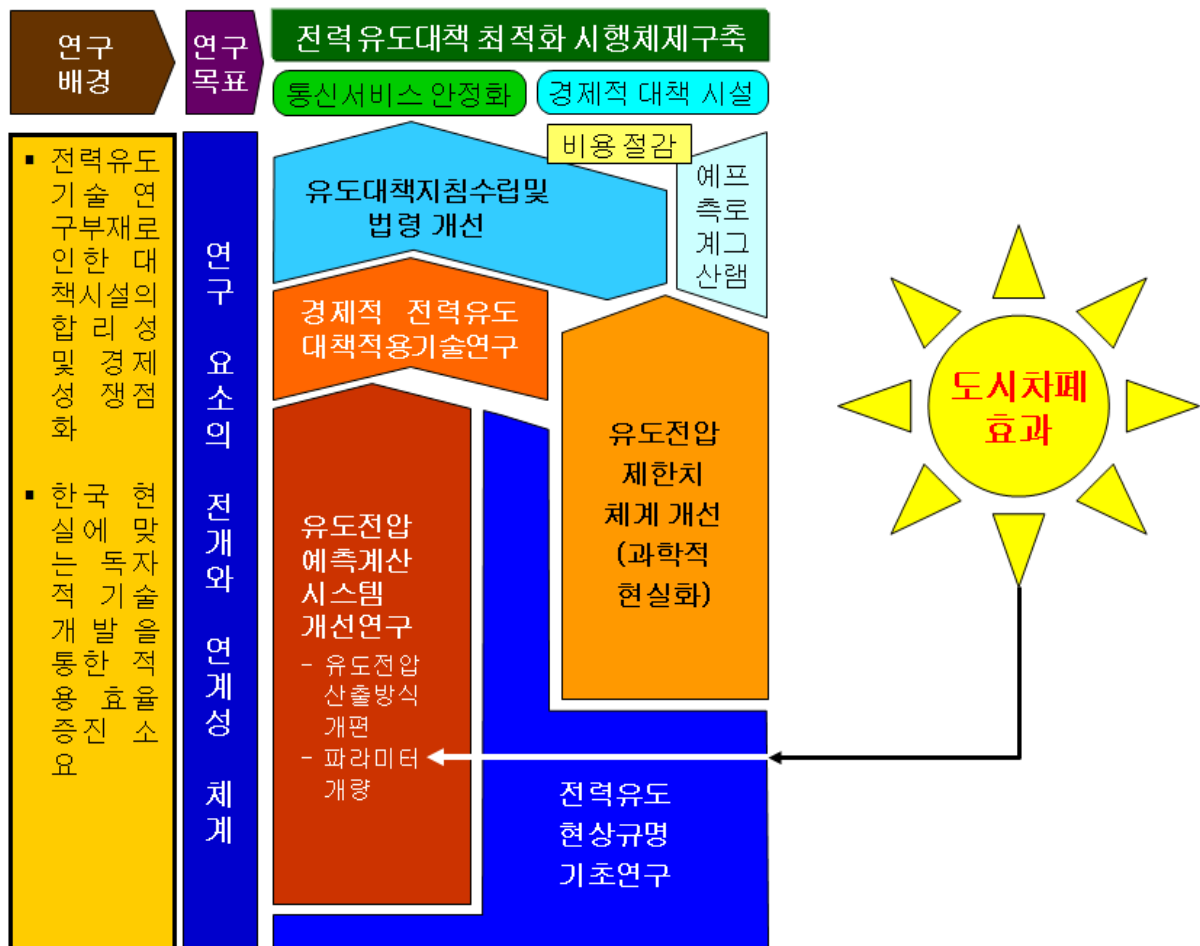 연구
배경
연구
목표
전력유도대책 최적화 시행체제구축
통신서비스 안정화
경제적 대책 시설
▪ 전력유도
기술 연
구부재로
인한 대
책시설의
합리성
및 경제
성 쟁점
화
▪ 한국 현
실에 맞
는 독자
적 기술
개발을
통한 적
용 효율
증진 소
요
연구 요소의 전개와 연계성 체계
비용절감
유도대책지침수립및
법령 개선
예프
측로
계그
산램
경제적 전력유도
대책적용기술연구
유도전압
제한치
체계 개선
(과학적
현실화)
유도전압
예측계산
시스템
개선연구
- 유도전압
산출방식
개편
- 파라미터
개량
전력유도
현상규명
기초연구
도시차폐
효과